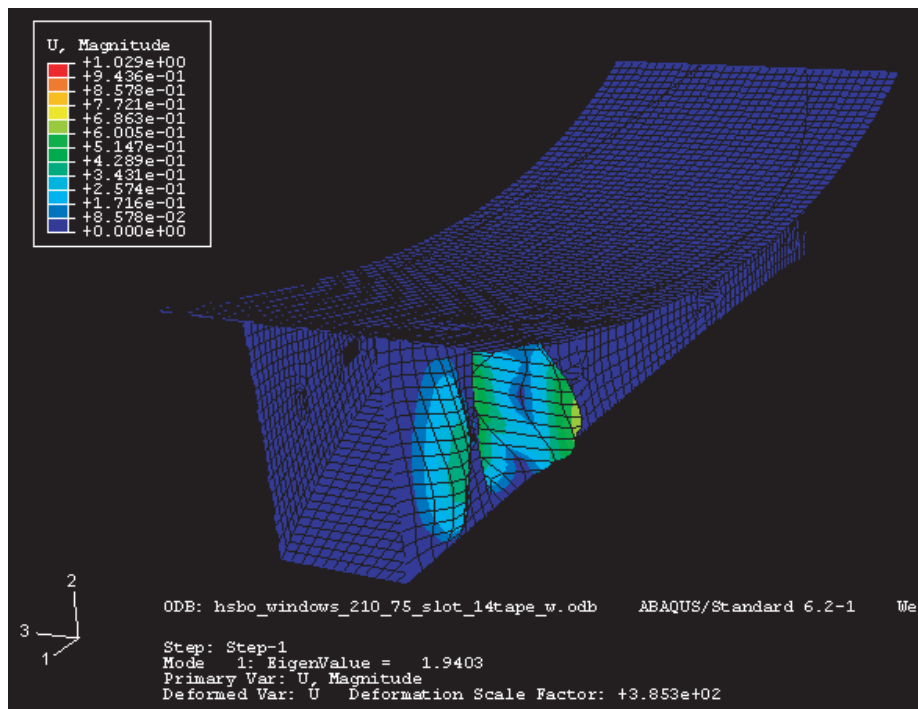 U, Magnitude
+1.029e+00
+9.436e-01
+8.578e-01
+7.721e-01
+6.863e-01
+6.005e-01
+5.147e-01
+4.289e-01
+3.431e-01
+2.574e-01
+1.716e-01
+8.578e-02
+0.000e+00
2
3
1
ODB: hsbo_windows_210_75_slot_14tape_w.odb ABAQUS/Standard 6.2-1 We
Step: Step-1
Mode 1: EigenValue = 1.9403
Primary Var: U, Magnitude
Deformed Var: U Deformation Scale Factor: +3.853e+02